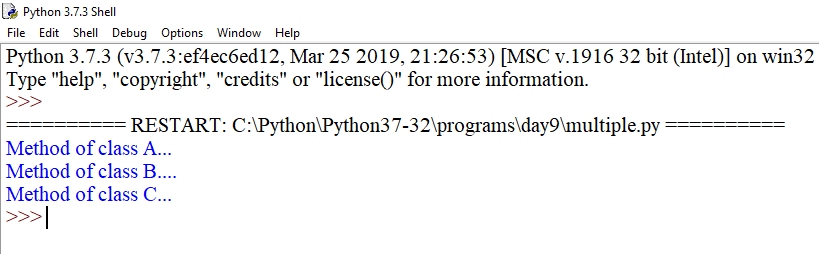 Python 3.7.3 Shell
File Edit Shell Debug Options Window Help
Python 3.7.3 (v3.7.3:ef4ec6ed12, Mar 25 2019, 21:26:53) [MSC v.1916 32 bit (Intel)] on win32
Type "help", "copyright", "credits" or "license()" for more information.
>>>
========== RESTART: C:\Python\Python37-32\programs\day9\multiple.py ==========
Method of class A...
Method of class B....
Method of class C...
>>>